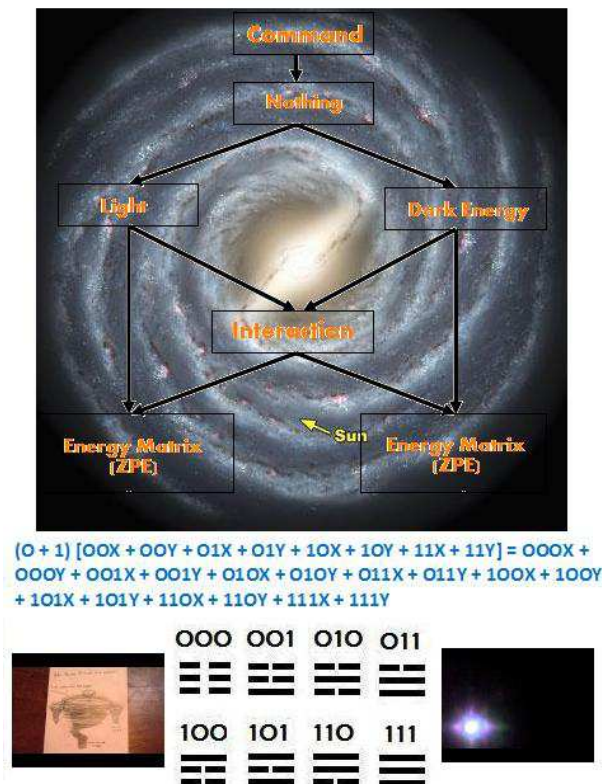 Command
Nothing
Light
Dark Energy
Interaction
Sun
Energy Matrix
(ZPE)
Energy Matrix
(ZPE)
(O + 1) [OOX + OOY + O1X + O1Y + 1OX + 1OY + 11X + 11Y] = OOOX +
OOOY + OO1X + OO1Y + O1OX + O1OY + O11X + O11Y + 1OOX + 1OOY
+ 1O1X + 1O1Y + 11OX + 11OY + 111X + 111Y
OOO OO1 O1O O11
1OO 1O1 11O 111